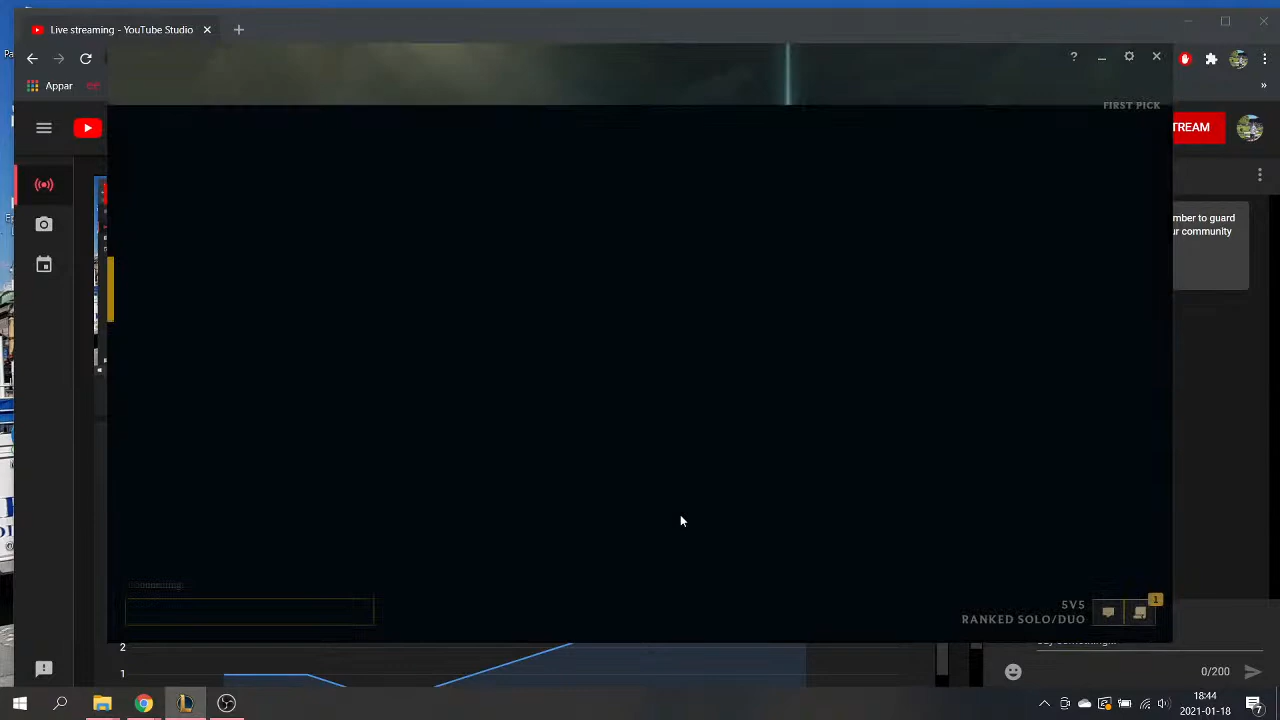 Live streaming - YouTube Studio
Appar
FIRST PICK
TREAM
mber to guard
ur community
5V5
RANKED SOLO/DUO
1
2
1
0/200
18:44
2021-01-18
7